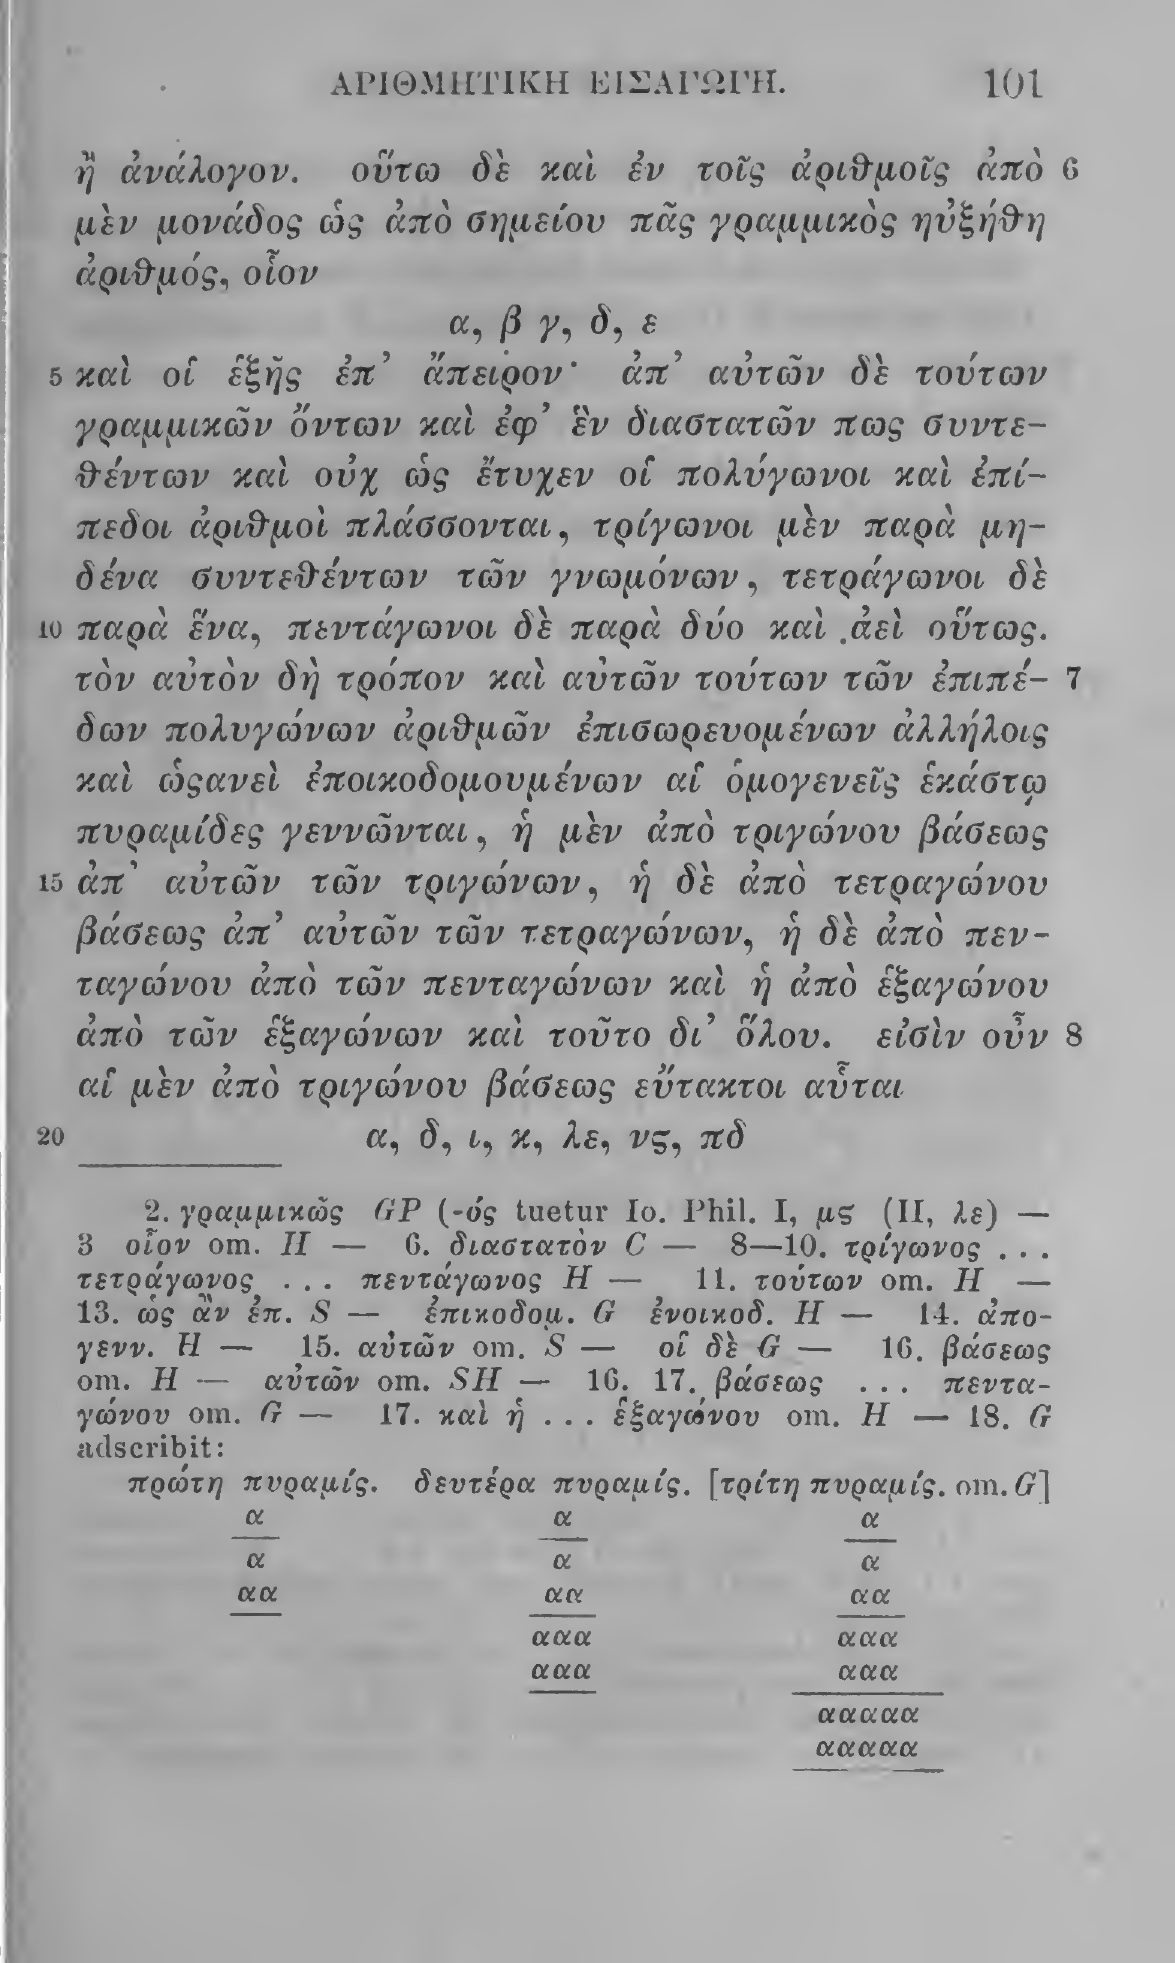 ΑΡΙΘΜΗΤΙΚΗ ΕΙΣΑΓΩΓΗ. 101
ἢ ἀνάλογον. οὕτω δὲ καὶ ἐν τοῖς ἀριθμοῖς ἀπὸ 6
μὲν μονάδος ὡς ἀπὸ σημείου πᾶς γραμμικὸς ηὐξήθη
ἀριθμός, οἷον
α, β γ, δ, ε
5 καὶ οἱ ἑξῆς ἐπ’ ἄπειρον· ἀπ’ αὐτῶν δὲ τούτων
γραμμικῶν ὄντων καὶ ἐφ’ ἓν διαστατῶν πως συντε-
θέντων καὶ οὐχ ὡς ἔτυχεν οἱ πολύγωνοι καὶ ἐπί-
πεδοι ἀριθμοὶ πλάσσονται, τρίγωνοι μὲν παρὰ μη-
δένα συντεθέντων τῶν γνωμόνων, τετράγωνοι δὲ
10 παρὰ ἕνα, πεντάγωνοι δὲ παρὰ δύο καὶ ἀεὶ οὕτως.
τὸν αὐτὸν δὴ τρόπον καὶ αὐτῶν τούτων τῶν ἐπιπέ- 7
δων πολυγώνων ἀριθμῶν ἐπισωρευομένων ἀλλήλοις
καὶ ὡςανεὶ ἐποικοδομουμένων αἱ ὁμογενεῖς ἑκάστῳ
πυραμίδες γεννῶνται, ἡ μὲν ἀπὸ τριγώνου βάσεως
15 ἀπ’ αὐτῶν τῶν τριγώνων, ἡ δὲ ἀπὸ τετραγώνου
βάσεως ἀπ’ αὐτῶν τῶν τετραγώνων, ἡ δὲ ἀπὸ πεν-
ταγώνου ἀπὸ τῶν πενταγώνων καὶ ἡ ἀπὸ ἑξαγώνου
ἀπὸ τῶν ἑξαγώνων καὶ τοῦτο δι’ ὅλου. εἰσὶν οὖν 8
αἱ μὲν ἀπὸ τριγώνου βάσεως εὔτακτοι αὗται
20 α, δ, ι, κ, λε, νϛ, πδ
2. γραμμικῶς GP (-ός tuetur Io. Phil. I, μϛ (II, λε) —
3 οἷον om. H — 6. διαστατὸν C — 8—10. τρίγωνος . . .
τετράγωνος . . . πεντάγωνος H — 11. τούτων om. H —
13. ὡς ἂν ἐπ. S — ἐπικοδομ. G ἐνοικοδ. H — 14. ἀπο-
γενν. H — 15. αὐτῶν om. S — οἱ δὲ G — 16. βάσεως
om. H — αὐτῶν om. SH — 16. 17. βάσεως . . . πεντα-
γώνου om. G — 17. καὶ ἡ . . . ἑξαγώνου om. H — 18. G
adscribit:
πρώτη πυραμίς. δευτέρα πυραμίς. [τρίτη πυραμίς. om. G]
α α α
α α α
αα αα αα
ααα ααα
ααα ααα
ααααα
ααααα